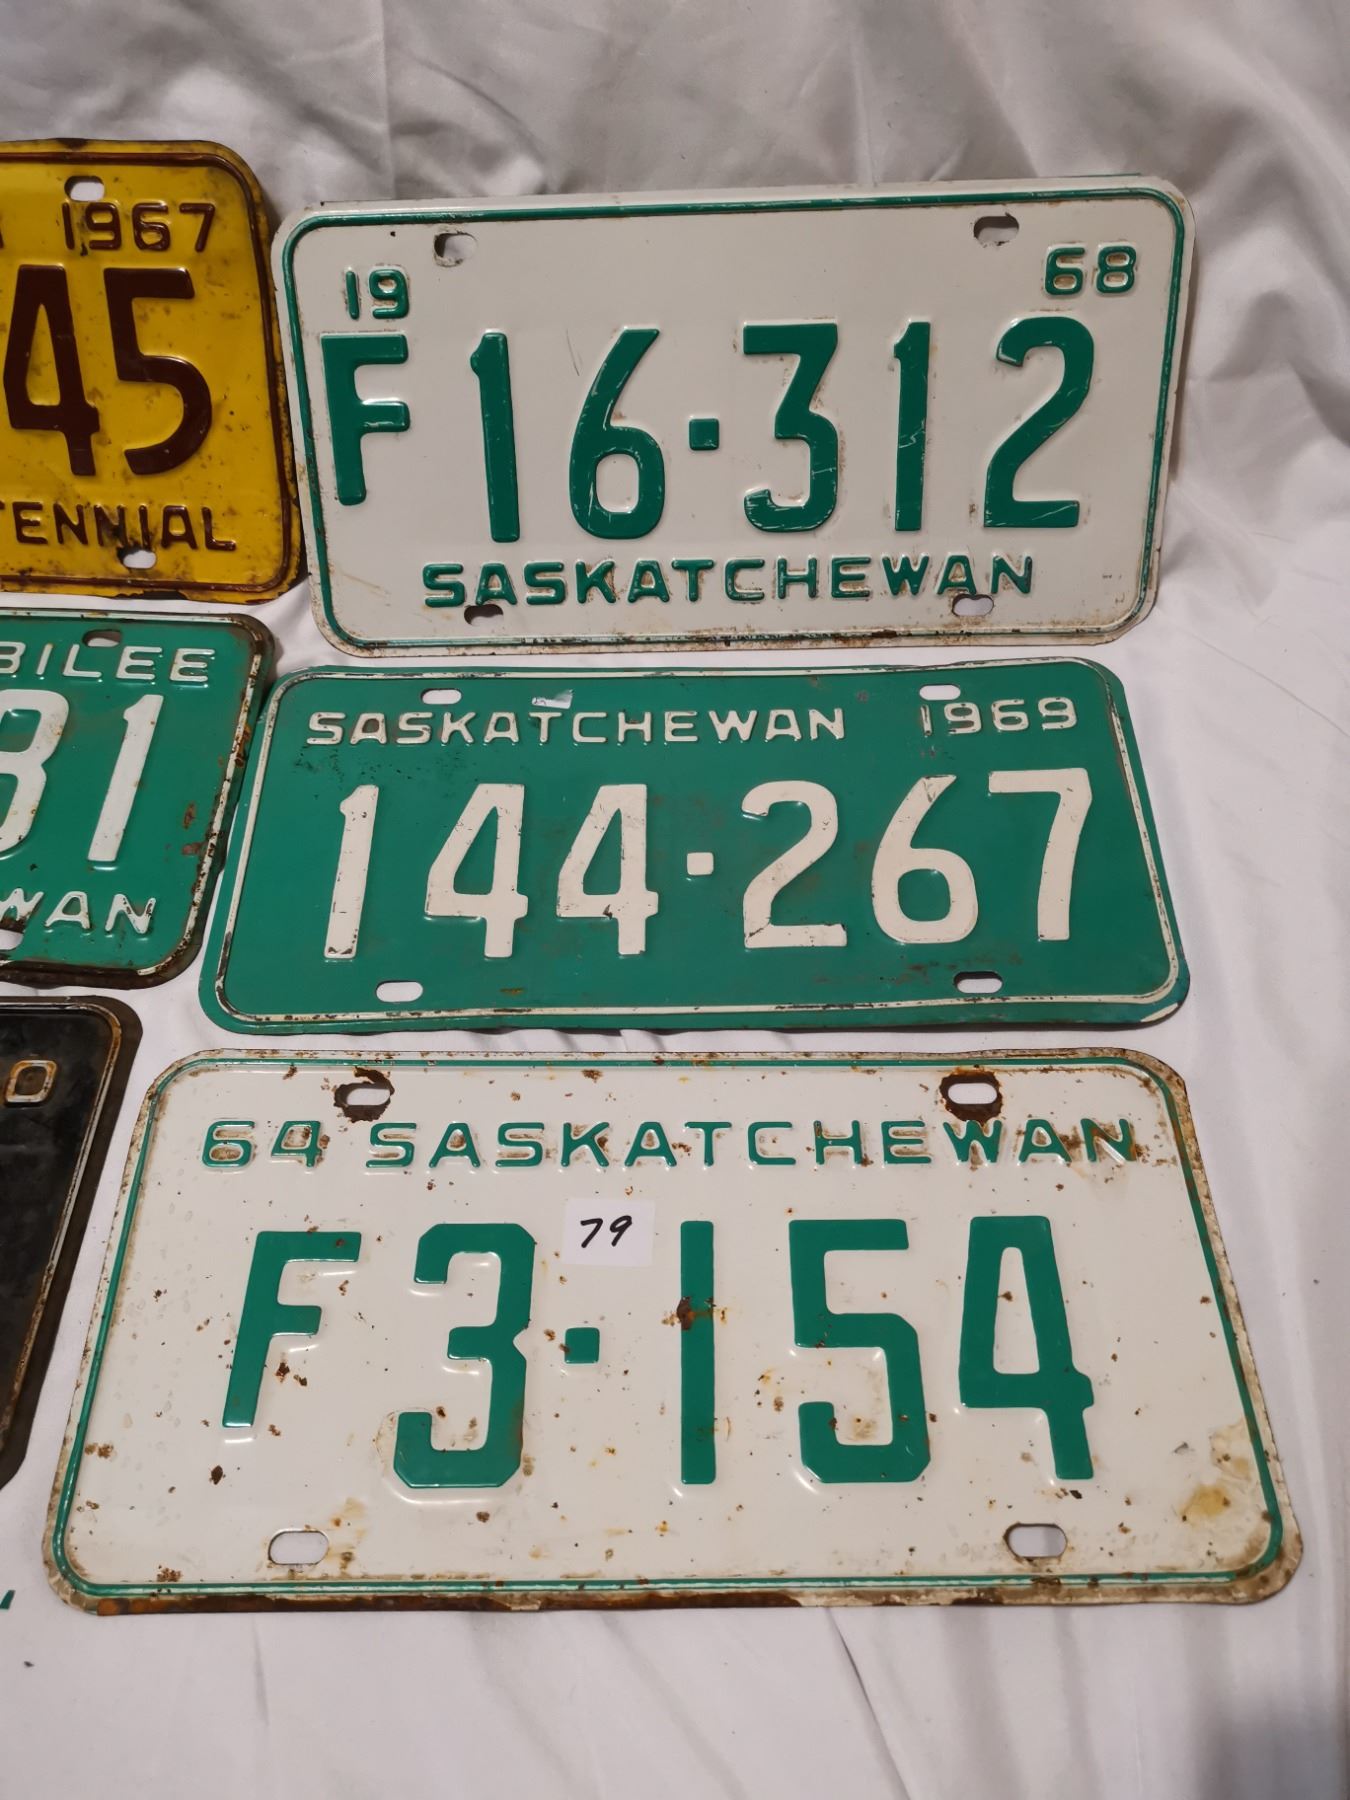 1967
45
TENNIAL
BILEE
81
WAN
O
19 68
F 16·312
SASKATCHEWAN
SASKATCHEWAN 1969
144·267
64 SASKATCHEWAN
79
F 3·154